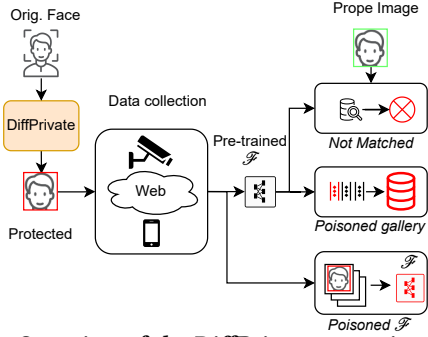 Orig. Face
Prope Image
DiffPrivate
Data collection
Pre-trained
ℱ
Web
Not Matched
Protected
Poisoned gallery
ℱ
Poisoned ℱ